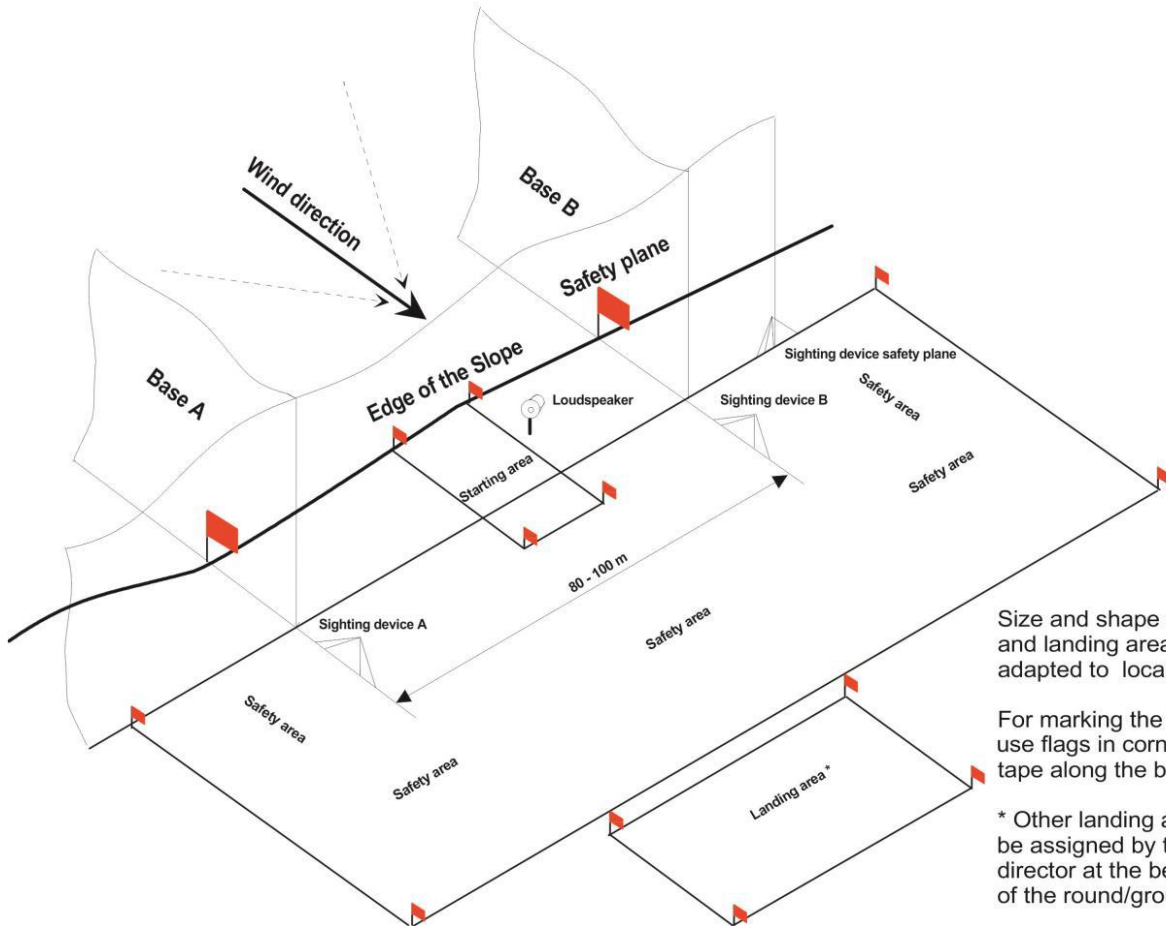 Base B
Wind direction
Safety plane
Base A
Edge of the Slope
Sighting device safety plane
Safety area
Loudspeaker
Sighting device B
Starting area
Safety area
80 - 100 m
Sighting device A
Safety area
Safety area
Safety area
Landing area *
Size and shape
and landing area
adapted to loca
For marking the
use flags in corn
tape along the b
* Other landing a
be assigned by t
director at the be
of the round/grou